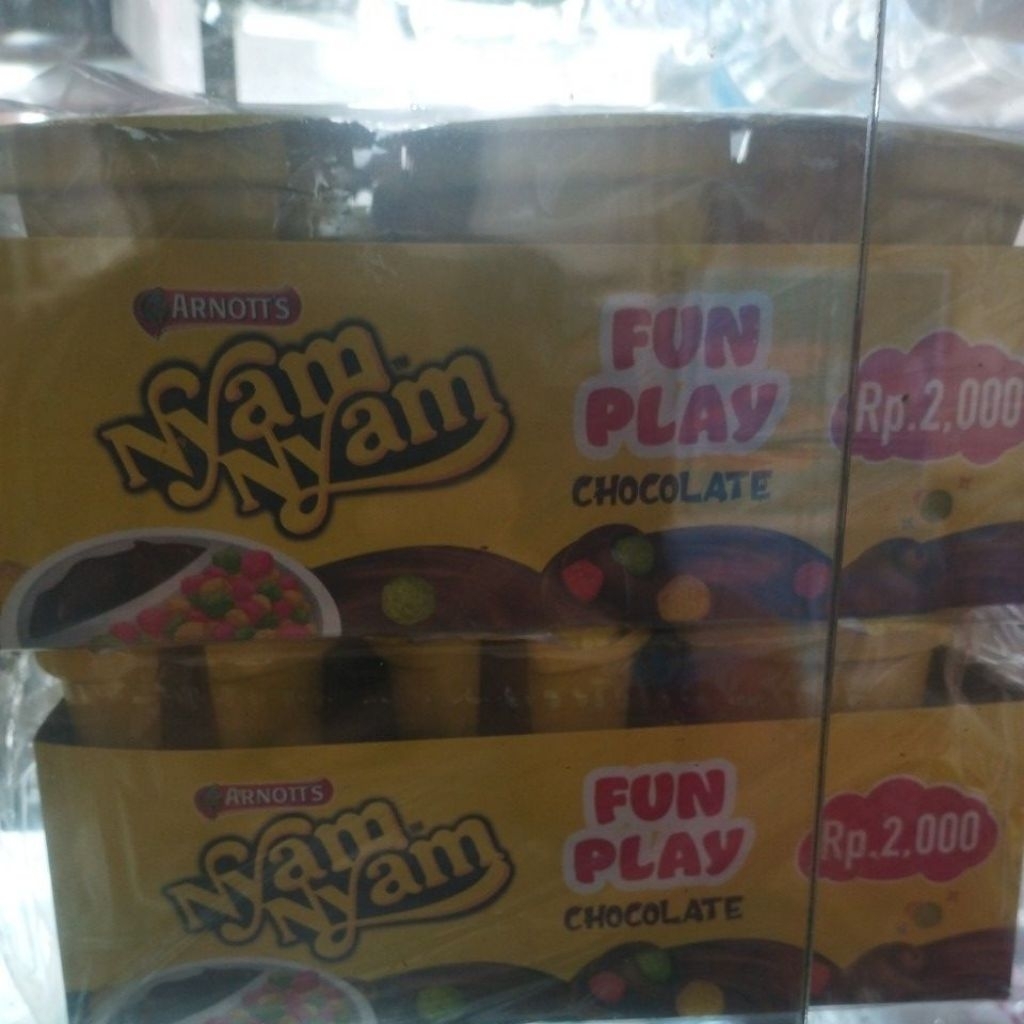 ARNOTT'S
Nyam
Nyam
FUN
PLAY
CHOCOLATE
Rp.2,000
ARNOTT'S
Nyam
Nyam
FUN
PLAY
CHOCOLATE
Rp.2.000